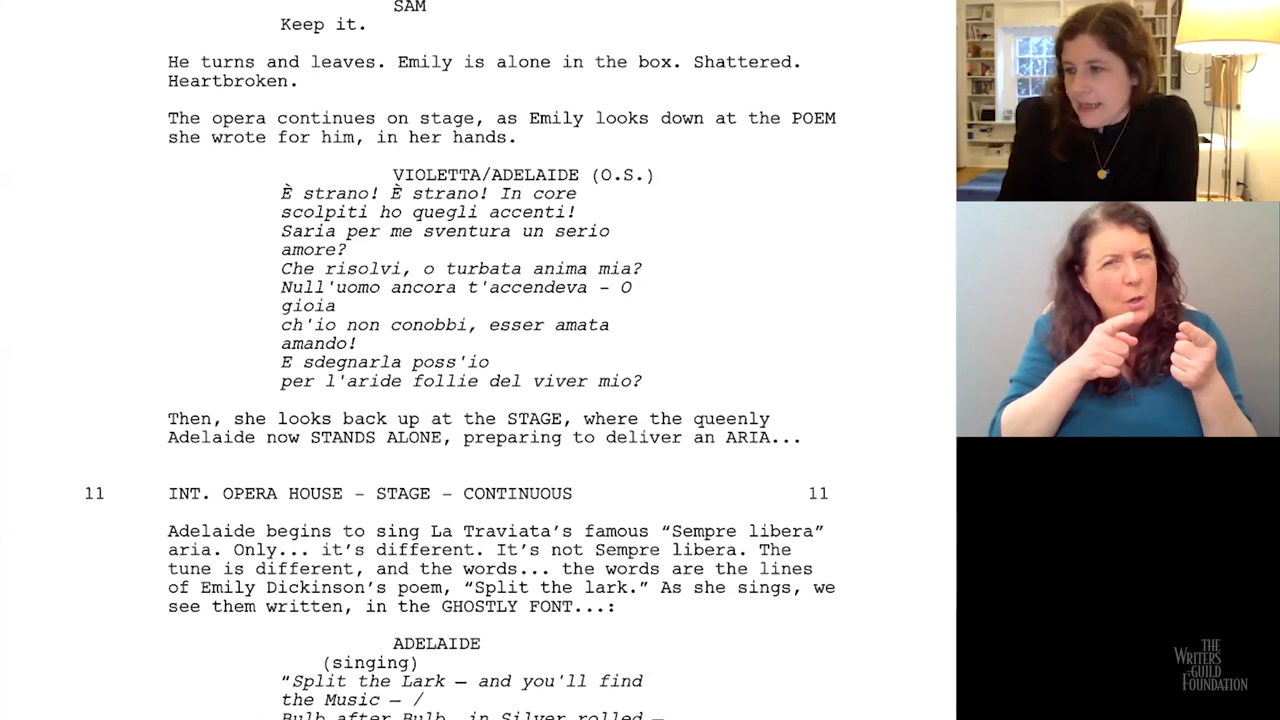 SAM
Keep it.
He turns and leaves. Emily is alone in the box. Shattered.
Heartbroken.
The opera continues on stage, as Emily looks down at the POEM
she wrote for him, in her hands.
VIOLETTA/ADELAIDE (O.S.)
È strano! È strano! In core
scolpiti ho quegli accenti!
Saria per me sventura un serio
amore?
Che risolvi, o turbata anima mia?
Null'uomo ancora t'accendeva – O
gioia
ch'io non conobbi, esser amata
amando!
E sdegnarla poss'io
per l'aride follie del viver mio?
Then, she looks back up at the STAGE, where the queenly
Adelaide now STANDS ALONE, preparing to deliver an ARIA...
11 INT. OPERA HOUSE – STAGE – CONTINUOUS 11
Adelaide begins to sing La Traviata’s famous “Sempre libera”
aria. Only... it’s different. It’s not Sempre libera. The
tune is different, and the words... the words are the lines
of Emily Dickinson’s poem, “Split the lark.” As she sings, we
see them written, in the GHOSTLY FONT...:
ADELAIDE
(singing)
“Split the Lark – and you'll find
the Music – /
Bulb after Bulb, in Silver rolled –
THE
WRITERS
GUILD
FOUNDATION